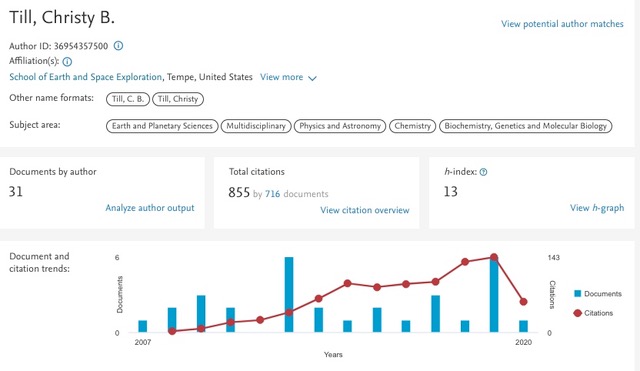 Till, Christy B.
View potential author matches
Author ID: 36954357500
Affiliation(s):
School of Earth and Space Exploration, Tempe, United States View more
Other name formats: Till, C. B. Till, Christy
Subject area: Earth and Planetary Sciences Multidisciplinary Physics and Astronomy Chemistry Biochemistry, Genetics and Molecular Biology
Documents by author
31
Analyze author output
Total citations
855 by 716 documents
View citation overview
h-index:
13
View h-graph
Document and
citation trends:
6
Documents
0
2007
2020
Years
143
Citations
0
Documents
Citations